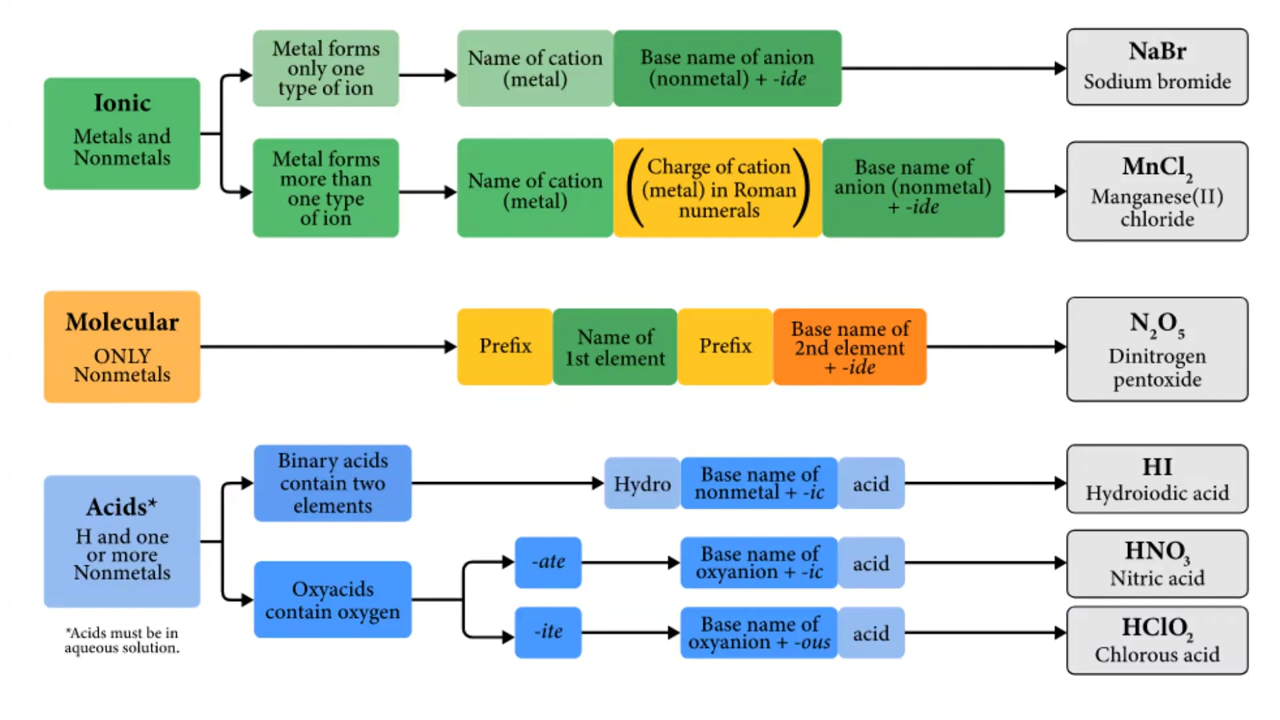 Ionic
Metals and
Nonmetals
Metal forms
only one
type of ion
Name of cation
(metal)
Base name of anion
(nonmetal) + -ide
NaBr
Sodium bromide
Metal forms
more than
one type
of ion
Name of cation
(metal)
(Charge of cation
(metal) in Roman
numerals)
Base name of
anion (nonmetal)
+ -ide
MnCl₂
Manganese(II)
chloride
Molecular
ONLY
Nonmetals
Prefix
Name of
1st element
Prefix
Base name of
2nd element
+ -ide
N₂O₅
Dinitrogen
pentoxide
Acids*
H and one
or more
Nonmetals
*Acids must be in
aqueous solution.
Binary acids
contain two
elements
Hydro
Base name of
nonmetal + -ic
acid
HI
Hydroiodic acid
Oxyacids
contain oxygen
-ate
Base name of
oxyanion + -ic
acid
HNO₃
Nitric acid
-ite
Base name of
oxyanion + -ous
acid
HClO₂
Chlorous acid